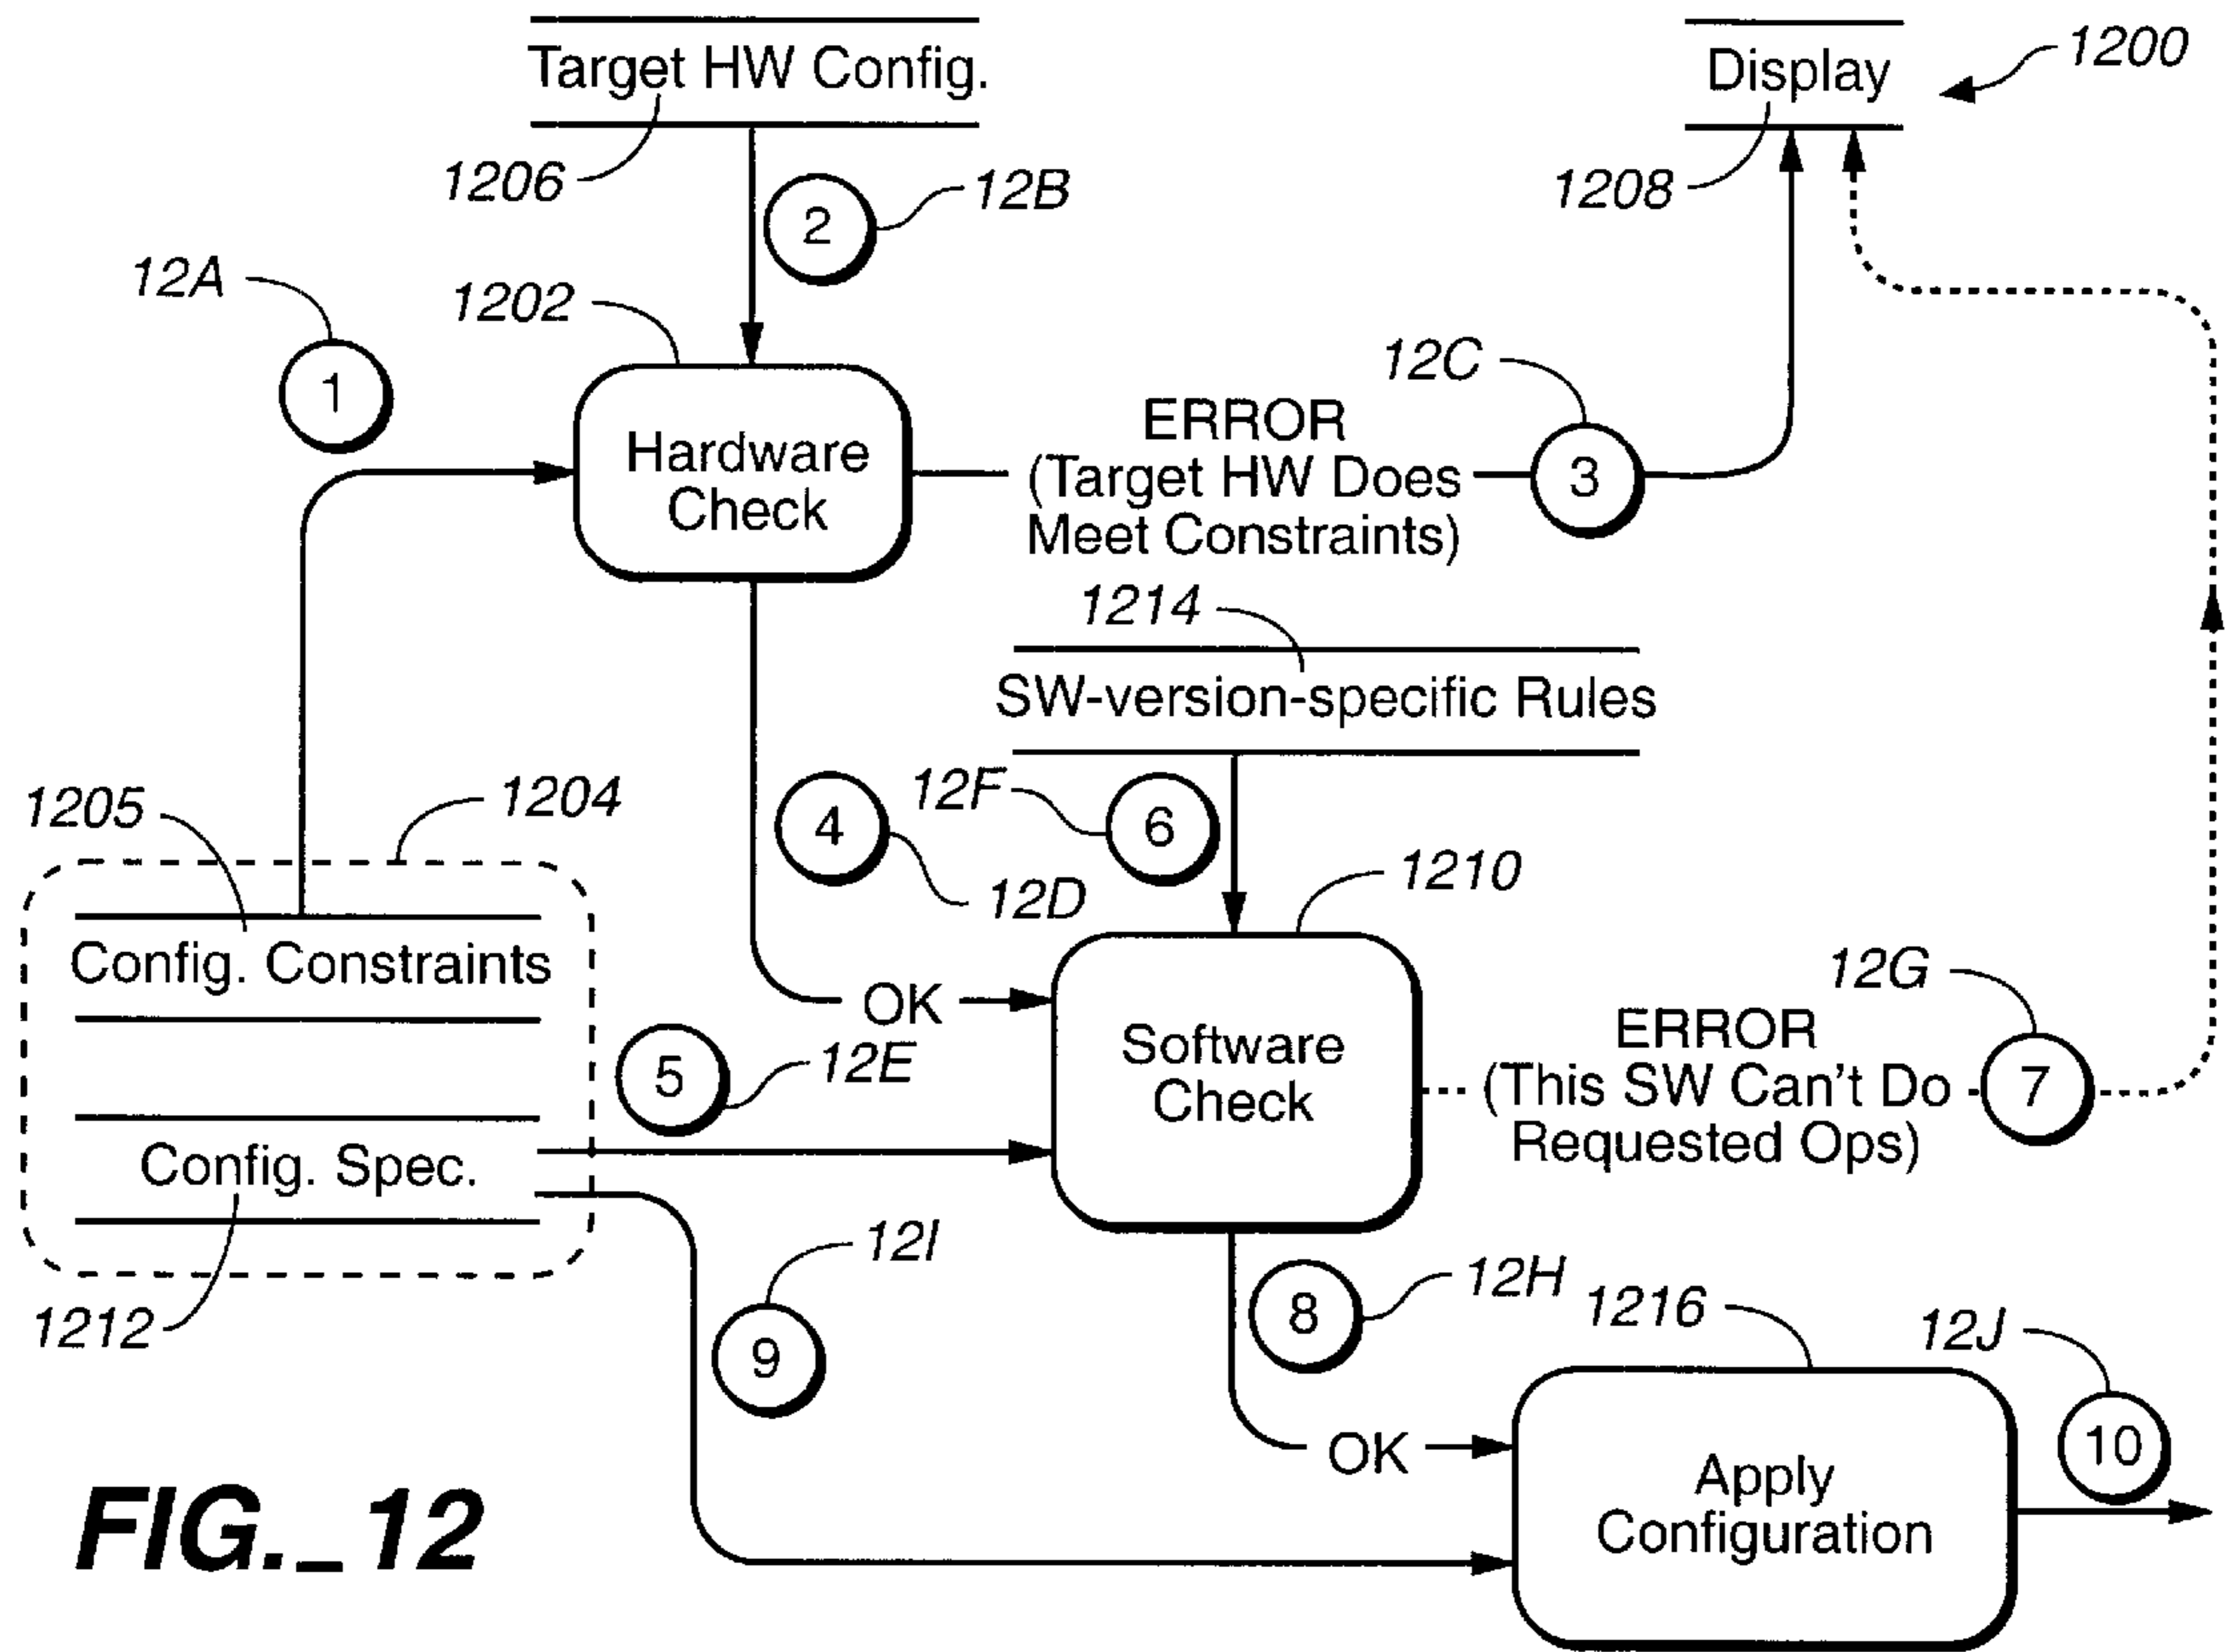 Target HW Config.
Display
1200
1206
2
12B
1208
12A
1202
1
12C
Hardware
Check
ERROR
(Target HW Does
Meet Constraints)
3
1214
SW-version-specific Rules
1205
1204
4
12F
6
12D
1210
Config. Constraints
OK
12G
5
12E
Software
Check
ERROR
(This SW Can't Do
Requested Ops)
7
Config. Spec.
1212
12I
9
8
12H
1216
12J
OK
10
Apply
Configuration
FIG._12